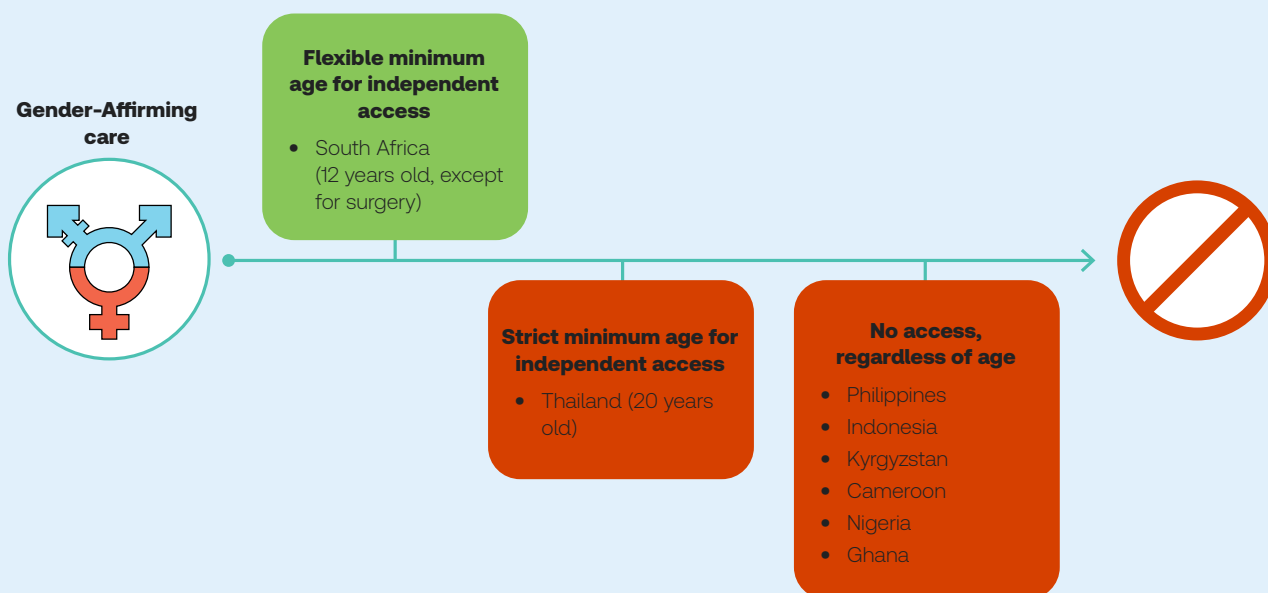 Gender-Affirming
care
Flexible minimum
age for independent
access
• South Africa
(12 years old, except
for surgery)
Strict minimum age for
independent access
• Thailand (20 years
old)
No access,
regardless of age
• Philippines
• Indonesia
• Kyrgyzstan
• Cameroon
• Nigeria
• Ghana